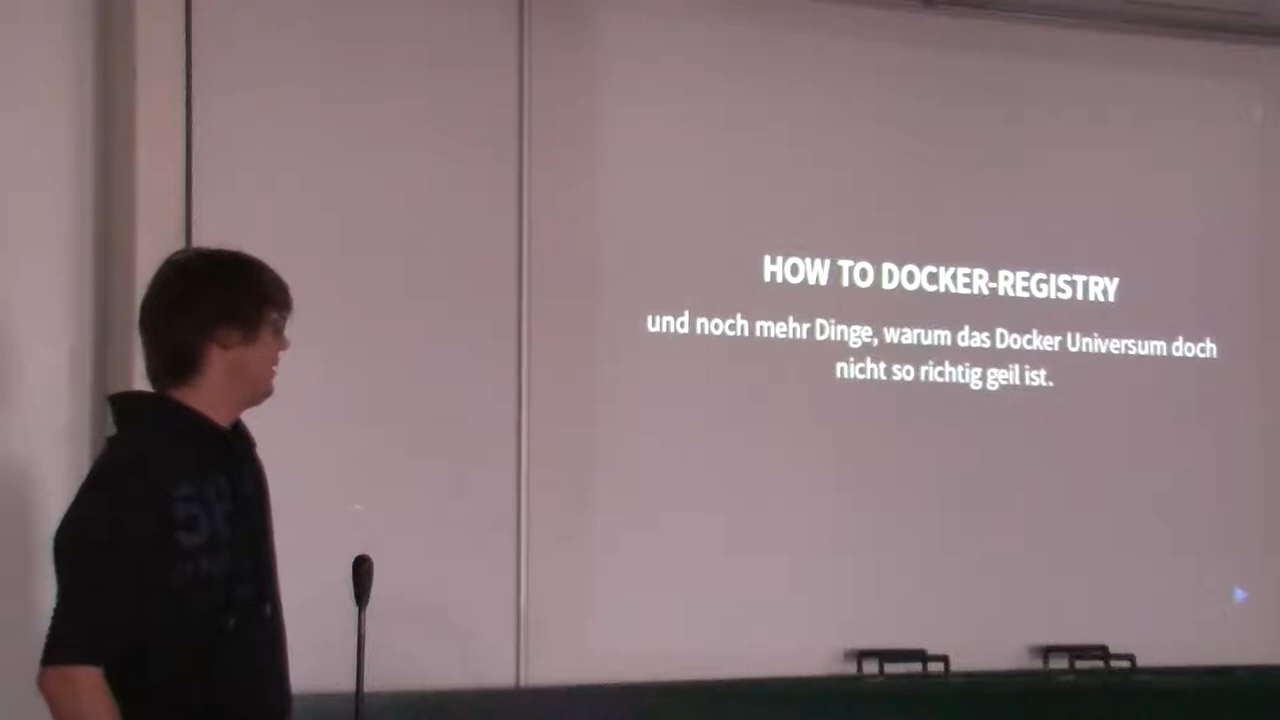 HOW TO DOCKER-REGISTRY
und noch mehr Dinge, warum das Docker Universum doch
nicht so richtig geil ist.